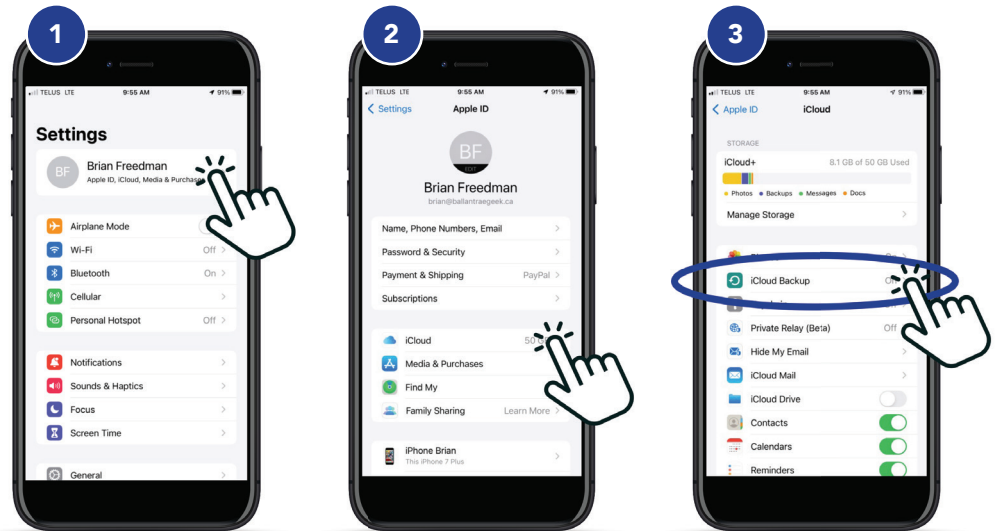 1
TELUS LTE 9:55 AM 91%
Settings
BF
Brian Freedman
Apple ID, iCloud, Media & Purchases
Airplane Mode
Wi-Fi Off
Bluetooth On
Cellular
Personal Hotspot Off
Notifications
Sounds & Haptics
Focus
Screen Time
General
2
TELUS LTE 9:55 AM 91%
Settings Apple ID
BF
EDIT
Brian Freedman
brian@ballantraegeek.ca
Name, Phone Numbers, Email
Password & Security
Payment & Shipping PayPal
Subscriptions
iCloud 50
Media & Purchases
Find My
Family Sharing Learn More
iPhone Brian
This iPhone 7 Plus
3
TELUS LTE 9:55 AM 91%
Apple ID iCloud
STORAGE
iCloud+ 8.1 GB of 50 GB Used
Photos Backups Messages Docs
Manage Storage
iCloud Backup
Private Relay (Beta) Off
Hide My Email
iCloud Mail
iCloud Drive
Contacts
Calendars
Reminders